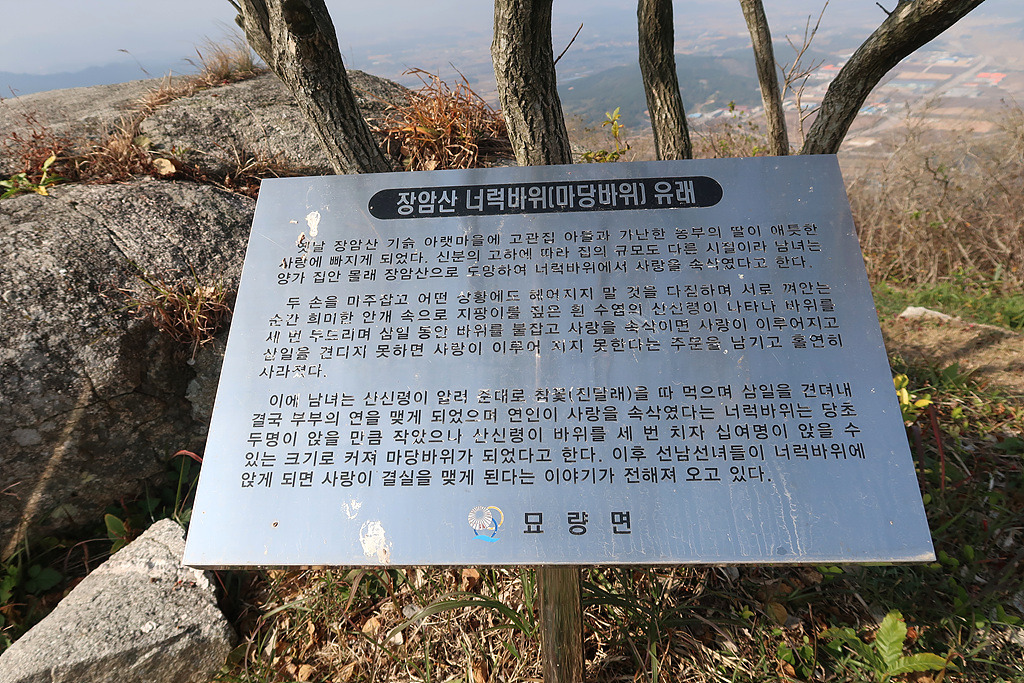 장암산 너럭바위(마당바위) 유래
옛날 장암산 기슭 아랫마을에 고관집 아들과 가난한 농부의 딸이 애틋한
사랑에 빠지게 되었다. 신분의 고하에 따라 집의 규모도 다른 시절이라 남녀는
양가 집안 몰래 장암산으로 도망하여 너럭바위에서 사랑을 속삭였다고 한다.
두 손을 마주잡고 어떤 상황에도 헤어지지 말 것을 다짐하며 서로 껴안는
순간 희미한 안개 속으로 지팡이를 짚은 흰 수염의 산신령이 나타나 바위를
세 번 두드리며 삼일 동안 바위를 붙잡고 사랑을 속삭이면 사랑이 이루어지고
삼일을 견디지 못하면 사랑이 이루어 지지 못한다는 주문을 남기고 홀연히
사라졌다.
이에 남녀는 산신령이 알려 준대로 참꽃(진달래)을 따 먹으며 삼일을 견뎌내
결국 부부의 연을 맺게 되었으며 연인이 사랑을 속삭였다는 너럭바위는 당초
두명이 앉을 만큼 작았으나 산신령이 바위를 세 번 치자 십여명이 앉을 수
있는 크기로 커져 마당바위가 되었다고 한다. 이후 선남선녀들이 너럭바위에
앉게 되면 사랑이 결실을 맺게 된다는 이야기가 전해져 오고 있다.
묘량면